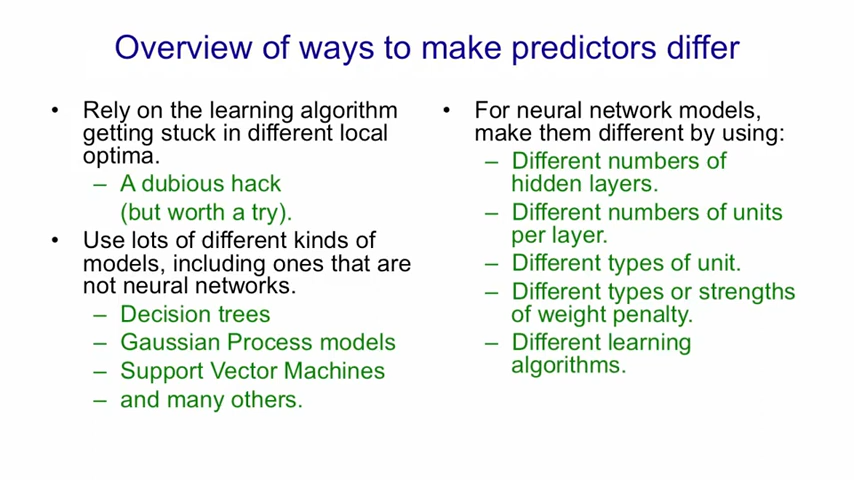 Overview of ways to make predictors differ
• Rely on the learning algorithm
getting stuck in different local
optima.
– A dubious hack
(but worth a try).
• Use lots of different kinds of
models, including ones that are
not neural networks.
– Decision trees
– Gaussian Process models
– Support Vector Machines
– and many others.
• For neural network models,
make them different by using:
– Different numbers of
hidden layers.
– Different numbers of units
per layer.
– Different types of unit.
– Different types or strengths
of weight penalty.
– Different learning
algorithms.